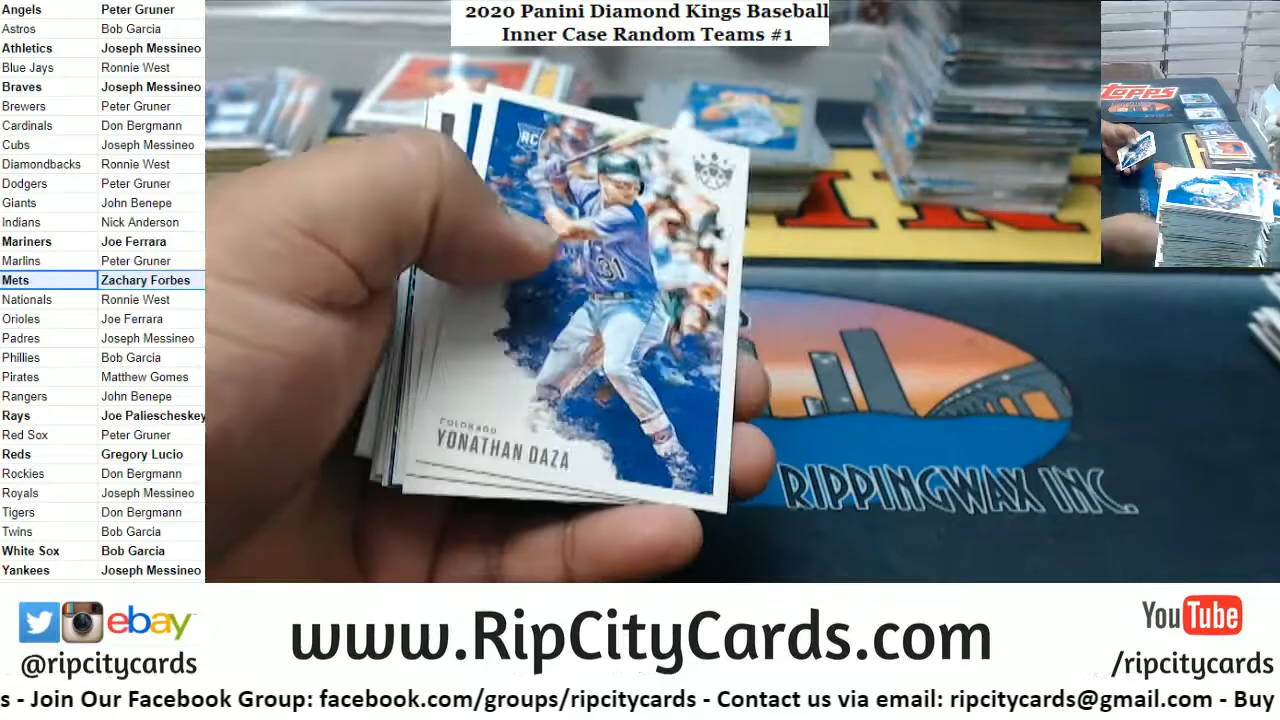 2020 Panini Diamond Kings Baseball
Inner Case Random Teams #1
Angels Peter Gruner
Astros Bob Garcia
Athletics Joseph Messineo
Blue Jays Ronnie West
Braves Joseph Messineo
Brewers Peter Gruner
Cardinals Don Bergmann
Cubs Joseph Messineo
Diamondbacks Ronnie West
Dodgers Peter Gruner
Giants John Benepe
Indians Nick Anderson
Mariners Joe Ferrara
Marlins Peter Gruner
Mets Zachary Forbes
Nationals Ronnie West
Orioles Joe Ferrara
Padres Joseph Messineo
Phillies Bob Garcia
Pirates Matthew Gomes
Rangers John Benepe
Rays Joe Paliescheskey
Red Sox Peter Gruner
Reds Gregory Lucio
Rockies Don Bergmann
Royals Joseph Messineo
Tigers Don Bergmann
Twins Bob Garcia
White Sox Bob Garcia
Yankees Joseph Messineo
RC
31
COLORADO
YONATHAN DAZA
TOPPS
RIPPINGWAX INC.
ebay
@ripcitycards
www.RipCityCards.com
YouTube
/ripcitycards
s - Join Our Facebook Group: facebook.com/groups/ripcitycards - Contact us via email: ripcitycards@gmail.com - Buy